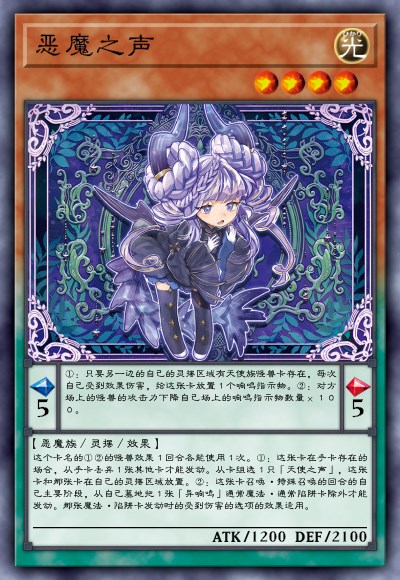 恶魔之声
ひかり
光
①：只要另一边的自己的灵摆区域有天使族怪兽卡存在，每次
自己受到效果伤害，给这张卡放置1个响鸣指示物。②：对方
场上的怪兽的攻击力下降自己场上的响鸣指示物数量×10
0。
5
5
【恶魔族／灵摆／效果】
这个卡名的①②的怪兽效果1回合各能使用1次。①：这张卡在手卡存在的
场合，从手卡丢弃1张其他卡才能发动。从卡组选1只「天使之声」，这张
卡和那张卡在自己的灵摆区域放置。②：这张卡召唤·特殊召唤的回合的自
己主要阶段，从自己墓地把1张「异响鸣」通常魔法·通常陷阱卡除外才能
发动。那张魔法·陷阱卡发动时的受到伤害的选项的效果适用。
ATK/1200 DEF/2100